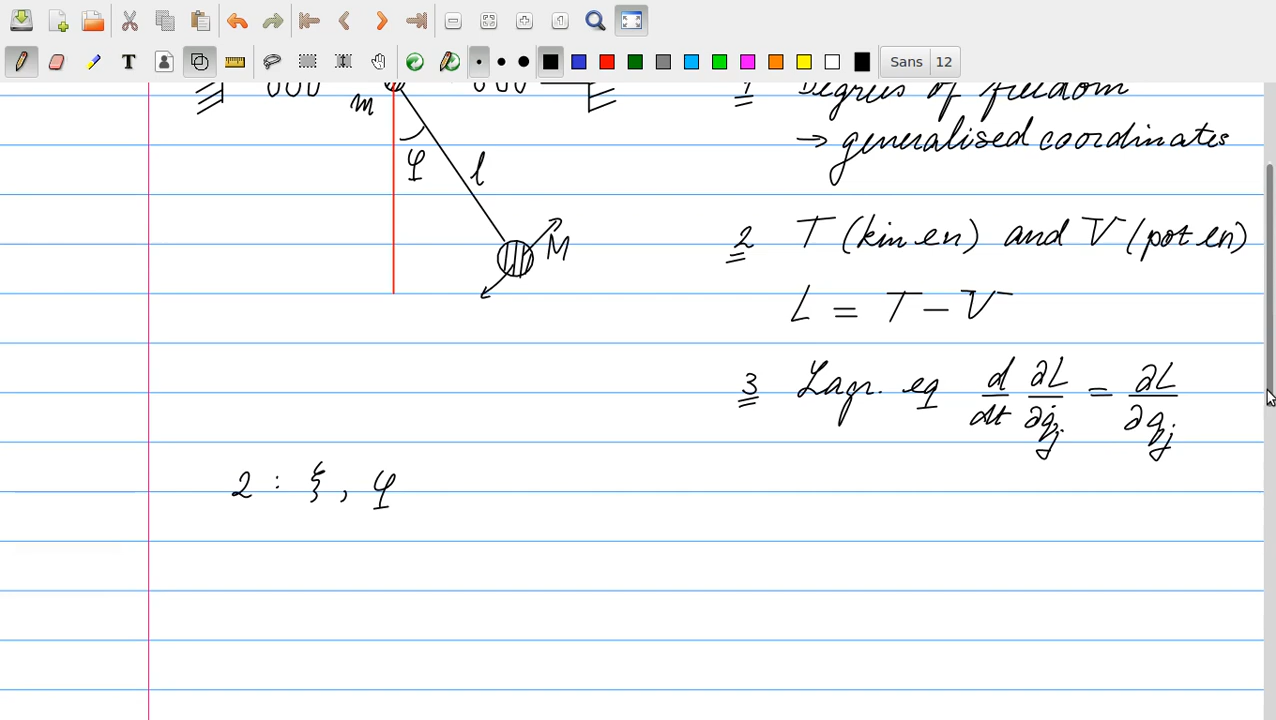 Sans 12
1 Degrees of freedom
→ generalised coordinates
m
φ
l
M
2 T (kin en) and V (pot en)
L = T − V
3 Lagr. eq d/dt ∂L/∂q̇j = ∂L/∂qj
2 : ξ, φ